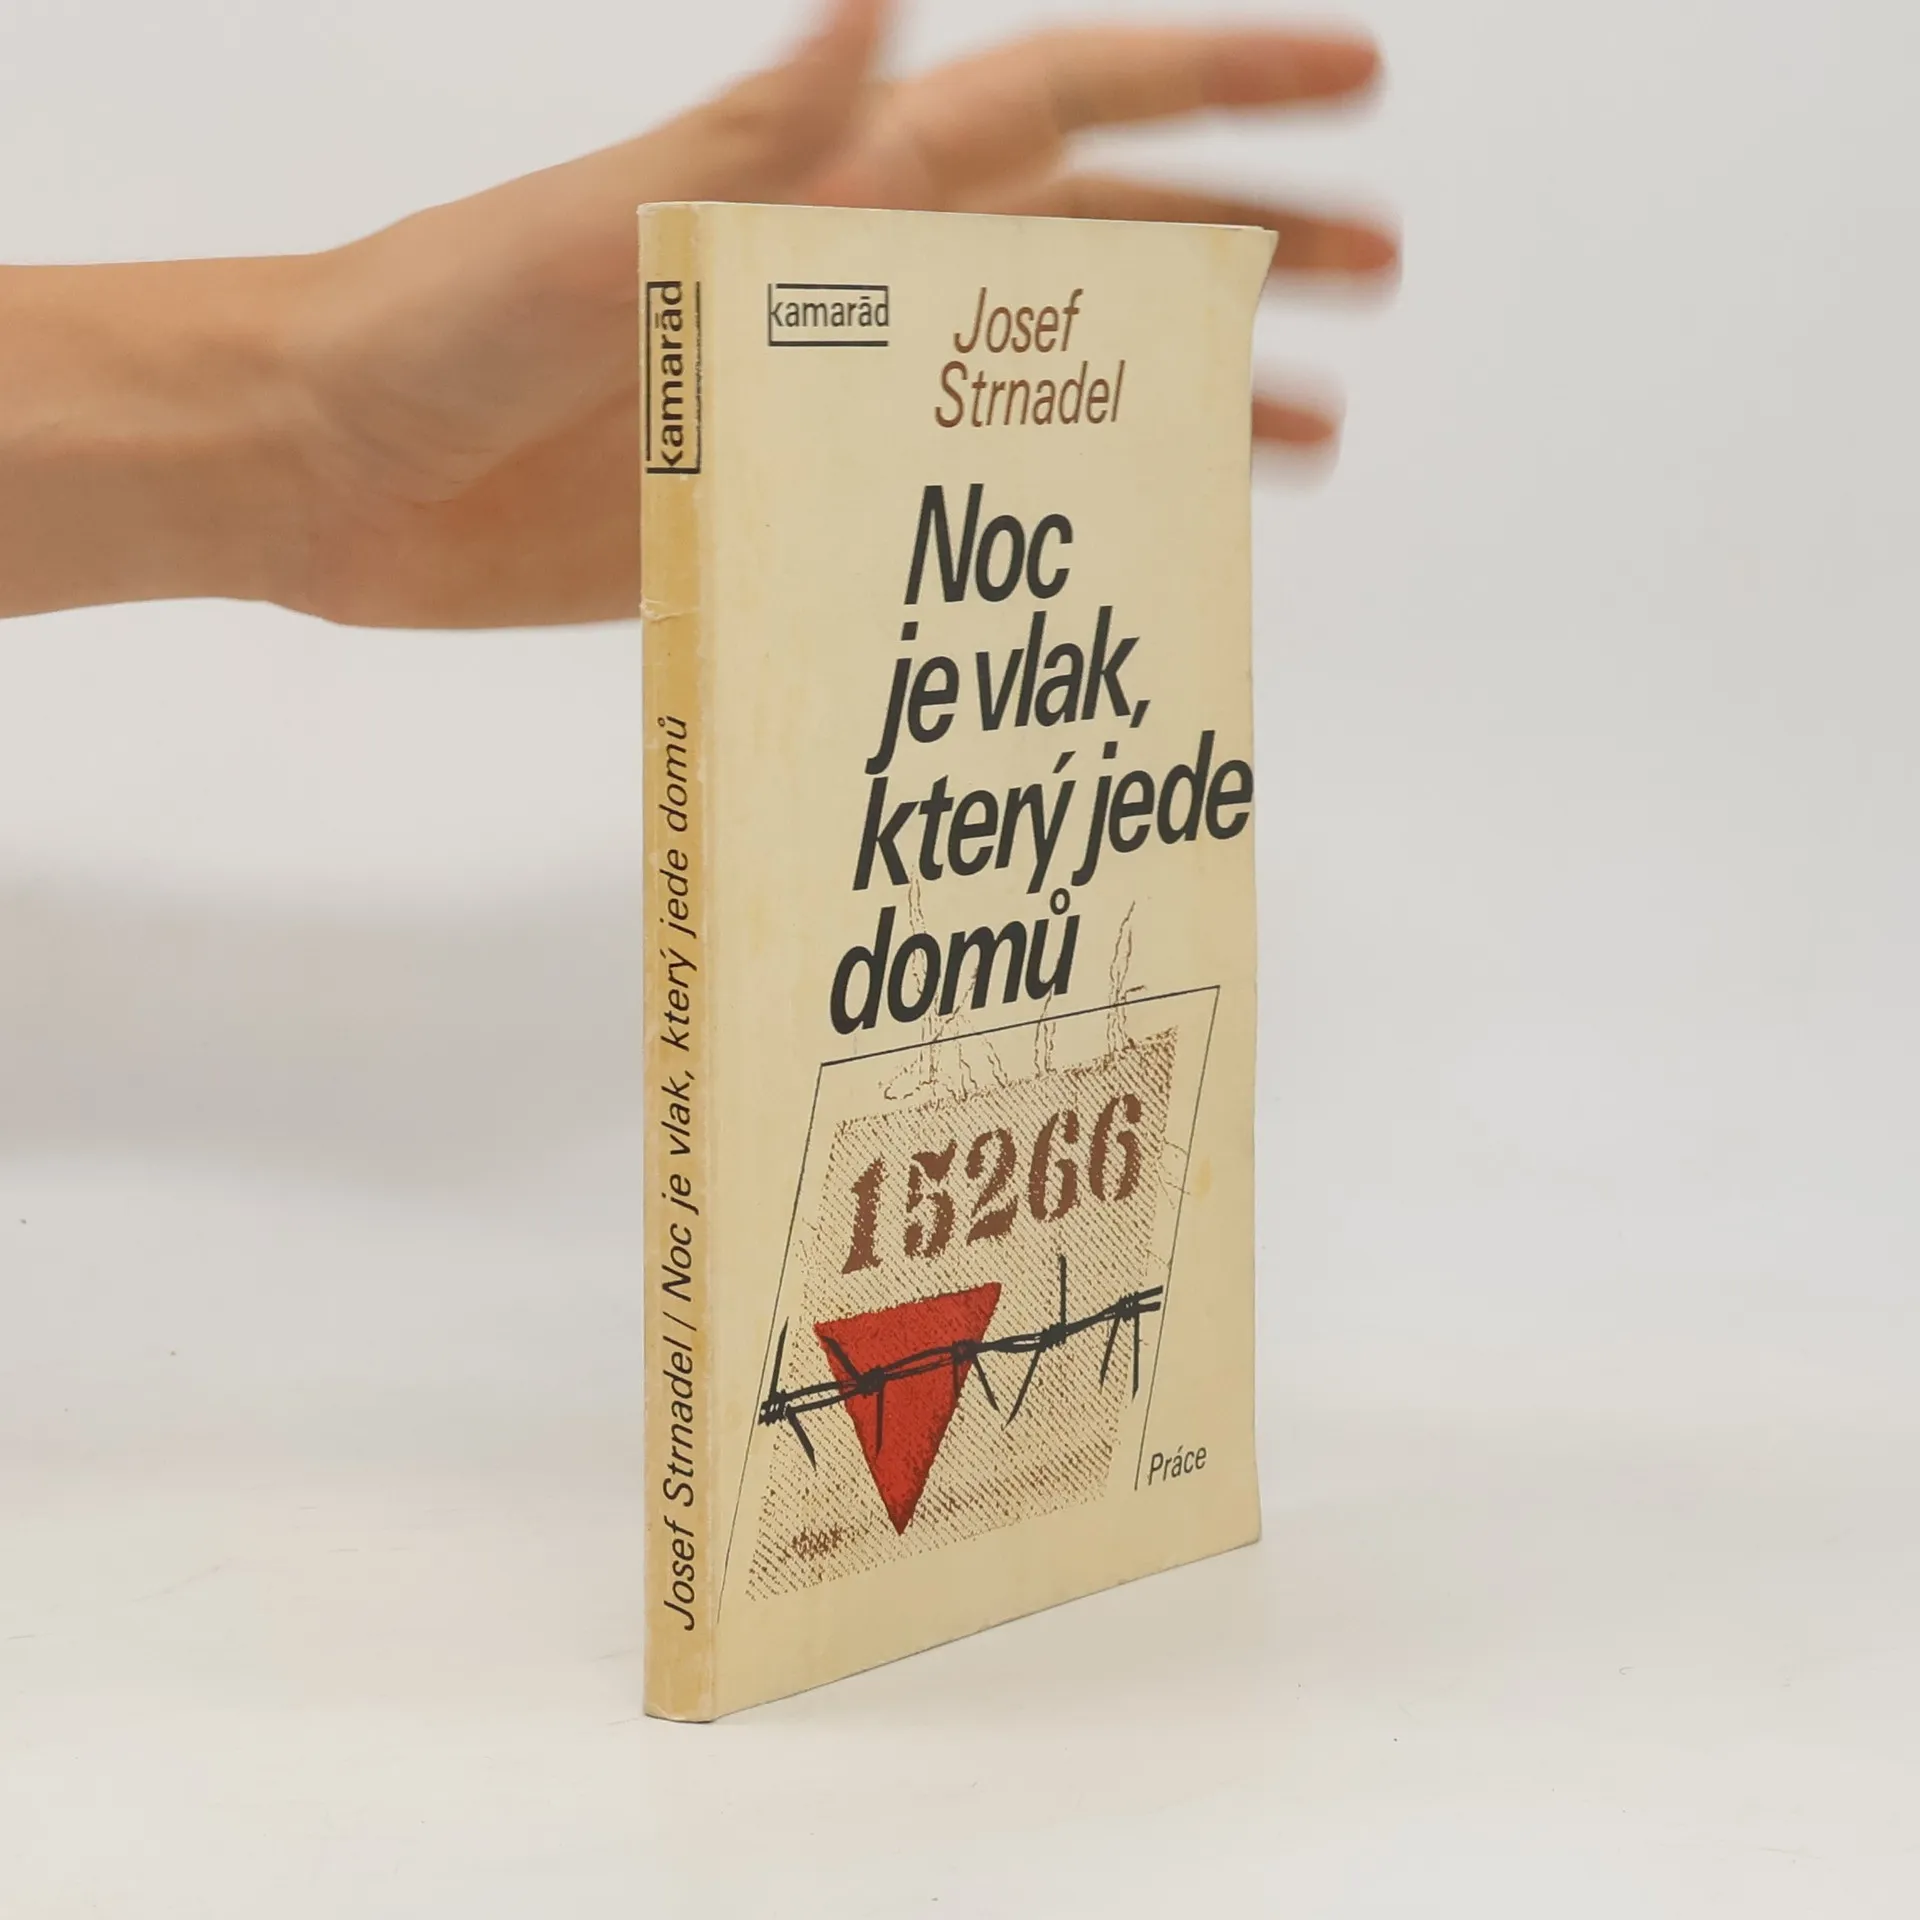 kamarád
Josef Strnadel / Noc je vlak, který jede domů
kamarád
Josef
Strnadel
Noc
je vlak,
který jede
domů
15266
Práce